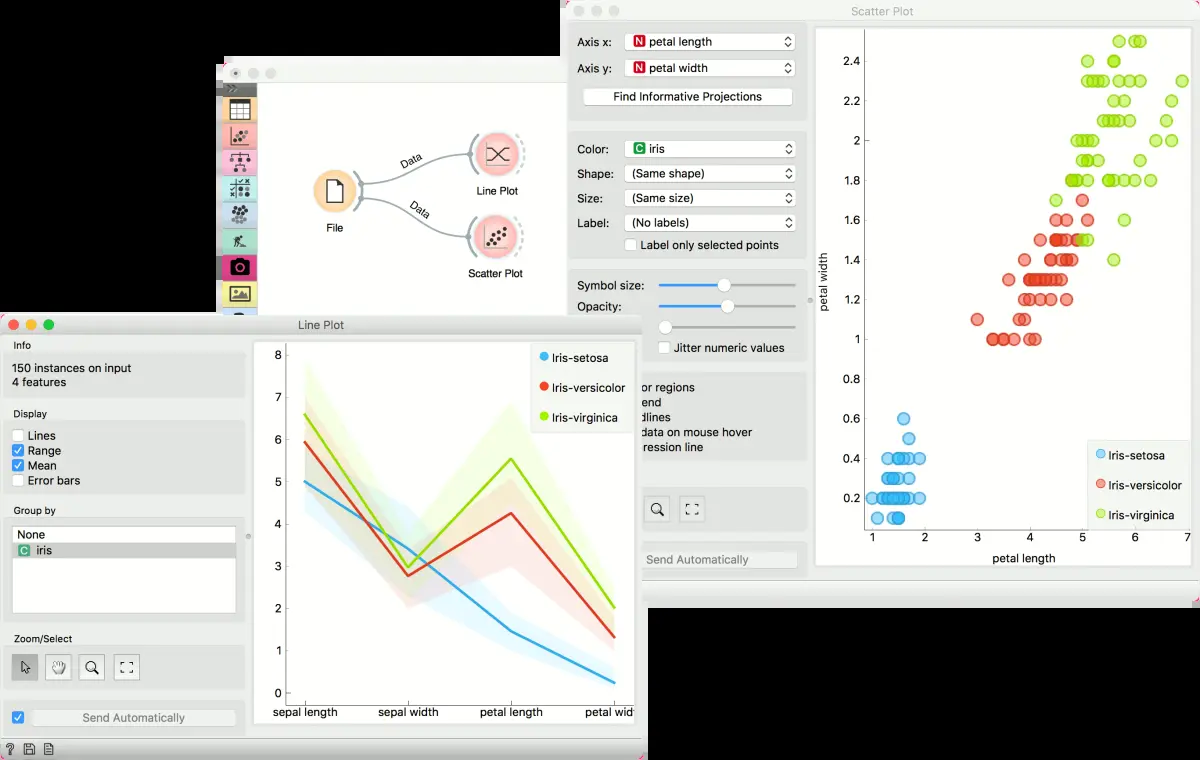 Scatter Plot
Axis x: N petal length
Axis y: N petal width
Find Informative Projections
Color: C iris
Shape: (Same shape)
Size: (Same size)
Label: (No labels)
Label only selected points
Symbol size:
Opacity:
Jitter numeric values
or regions
end
dlines
data on mouse hover
ression line
Send Automatically
petal width
2.4
2.2
2
1.8
1.6
1.4
1.2
1
0.8
0.6
0.4
0.2
1 2 3 4 5 6 7
petal length
Iris-setosa
Iris-versicolor
Iris-virginica
Data
Line Plot
File
Data
Scatter Plot
Line Plot
Info
150 instances on input
4 features
Display
Lines
Range
Mean
Error bars
Group by
None
C iris
Zoom/Select
Send Automatically
?
8
7
6
5
4
3
2
1
0
sepal length sepal width petal length petal widt
Iris-setosa
Iris-versicolor
Iris-virginica